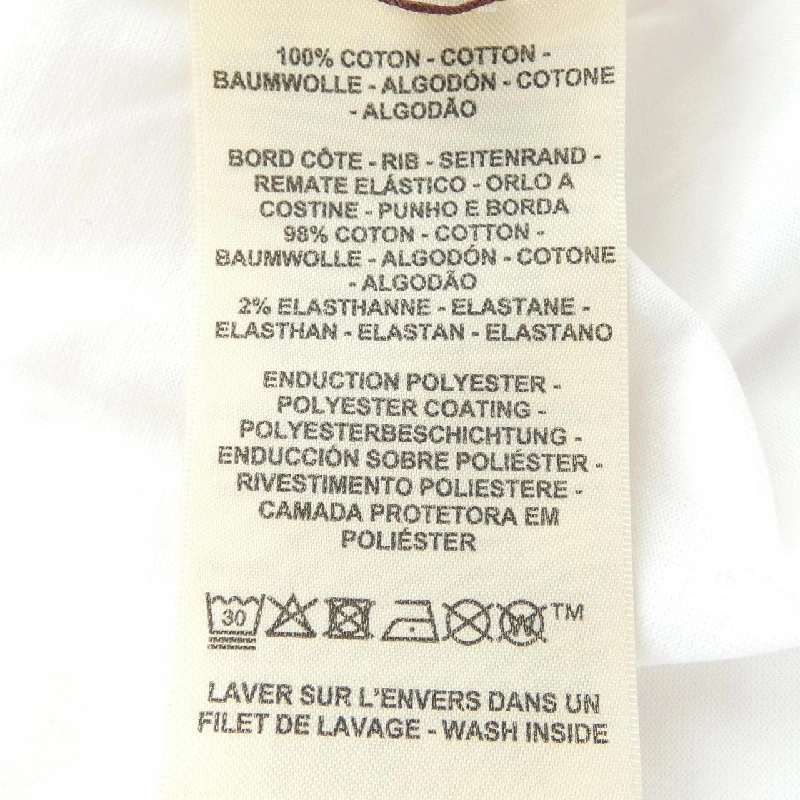 100% COTON - COTTON -
BAUMWOLLE - ALGODÓN - COTONE
- ALGODÃO
BORD CÔTE - RIB - SEITENRAND -
REMATE ELÁSTICO - ORLO A
COSTINE - PUNHO E BORDA
98% COTON - COTTON -
BAUMWOLLE - ALGODÓN - COTONE
- ALGODÃO
2% ELASTHANNE - ELASTANE -
ELASTHAN - ELASTAN - ELASTANO
ENDUCTION POLYESTER -
POLYESTER COATING -
POLYESTERBESCHICHTUNG -
ENDUCCIÓN SOBRE POLIÉSTER -
RIVESTIMENTO POLIESTERE -
CAMADA PROTETORA EM
POLIÉSTER
30 W TM
LAVER SUR L'ENVERS DANS UN
FILET DE LAVAGE - WASH INSIDE